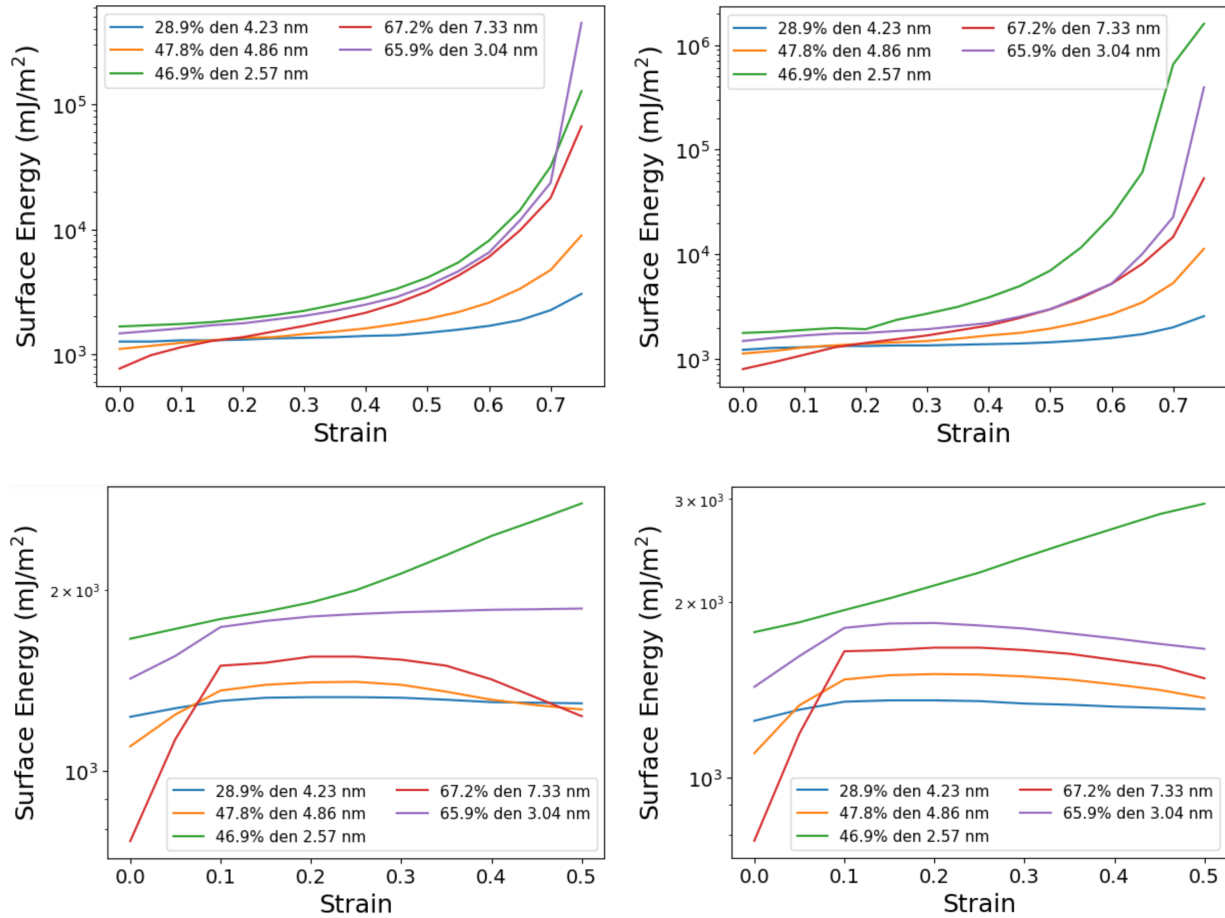 28.9% den 4.23 nm
47.8% den 4.86 nm
46.9% den 2.57 nm
67.2% den 7.33 nm
65.9% den 3.04 nm
Surface Energy (mJ/m²)
10⁵
10⁴
10³
0.0 0.1 0.2 0.3 0.4 0.5 0.6 0.7
Strain
28.9% den 4.23 nm
47.8% den 4.86 nm
46.9% den 2.57 nm
67.2% den 7.33 nm
65.9% den 3.04 nm
Surface Energy (mJ/m²)
10⁶
10⁵
10⁴
10³
0.0 0.1 0.2 0.3 0.4 0.5 0.6 0.7
Strain
Surface Energy (mJ/m²)
2 × 10³
10³
28.9% den 4.23 nm
47.8% den 4.86 nm
46.9% den 2.57 nm
67.2% den 7.33 nm
65.9% den 3.04 nm
0.0 0.1 0.2 0.3 0.4 0.5
Strain
Surface Energy (mJ/m²)
3 × 10³
2 × 10³
10³
28.9% den 4.23 nm
47.8% den 4.86 nm
46.9% den 2.57 nm
67.2% den 7.33 nm
65.9% den 3.04 nm
0.0 0.1 0.2 0.3 0.4 0.5
Strain